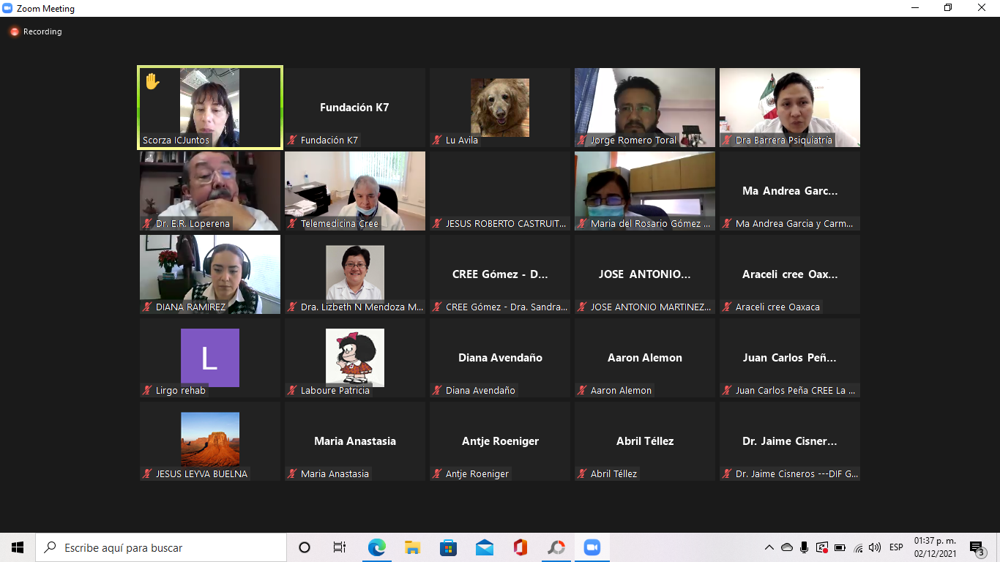 Zoom Meeting
Recording
Scorza ICJuntos
Fundación K7
Fundación K7
Lu Avila
Jorge Romero Toral
Dra Barrera Psiquiatría
Dr. E.R. Loperena
Telemedicina Cree
JESUS ROBERTO CASTRUIT...
Maria del Rosario Gómez ...
Ma Andrea Garc...
Ma Andrea Garcia y Carm...
DIANA RAMIREZ
Dra. Lizbeth N Mendoza M...
CREE Gómez - D...
CREE Gómez - Dra. Sandra...
JOSE ANTONIO...
JOSE ANTONIO MARTINEZ...
Araceli cree Oax...
Araceli cree Oaxaca
L
Lirgo rehab
Laboure Patricia
Diana Avendaño
Diana Avendaño
Aaron Alemon
Aaron Alemon
Juan Carlos Peñ...
Juan Carlos Peña CREE La ...
JESUS LEYVA BUELNA
Maria Anastasia
Maria Anastasia
Antje Roeniger
Antje Roeniger
Abril Téllez
Abril Téllez
Dr. Jaime Cisner...
Dr. Jaime Cisneros ---DIF G...
Escribe aquí para buscar
ESP
01:37 p. m.
02/12/2021
3